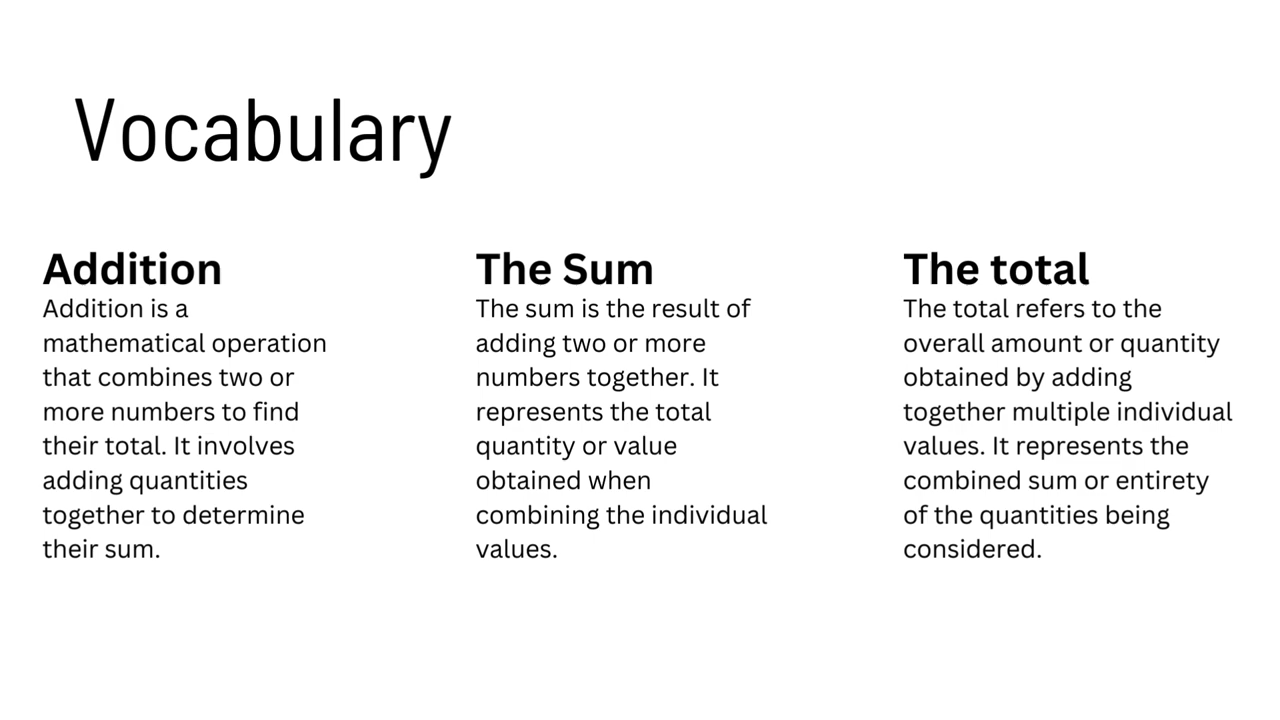 Vocabulary
Addition
Addition is a
mathematical operation
that combines two or
more numbers to find
their total. It involves
adding quantities
together to determine
their sum.
The Sum
The sum is the result of
adding two or more
numbers together. It
represents the total
quantity or value
obtained when
combining the individual
values.
The total
The total refers to the
overall amount or quantity
obtained by adding
together multiple individual
values. It represents the
combined sum or entirety
of the quantities being
considered.